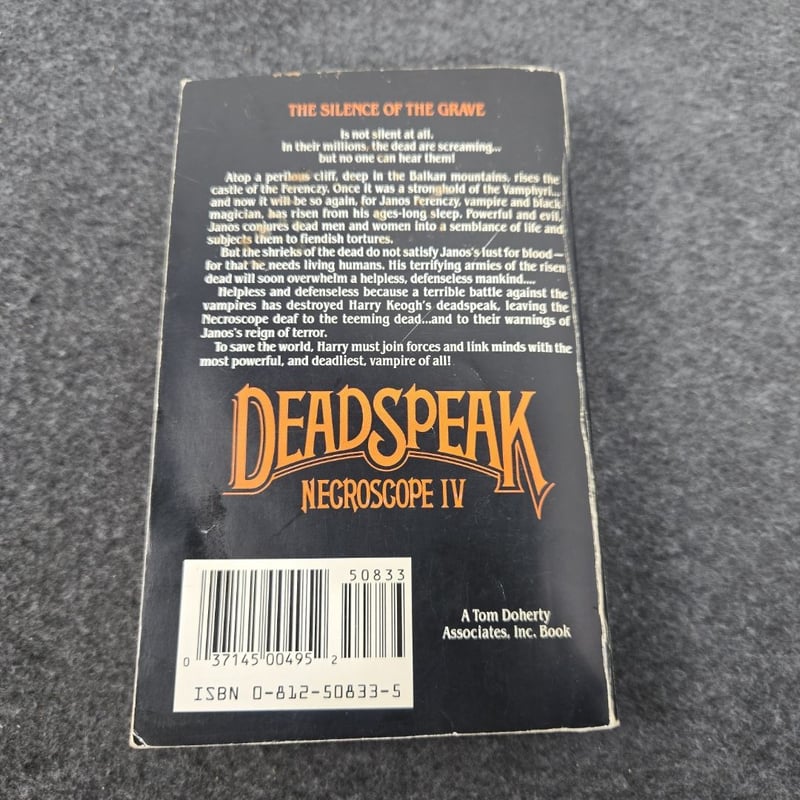 THE SILENCE OF THE GRAVE
Is not silent at all.
In their millions, the dead are screaming...
but no one can hear them!
Atop a perilous cliff, deep in the Balkan mountains, rises the
castle of the Ferenczy. Once it was a stronghold of the Vamphyri...
and now it will be so again, for Janos Ferenczy, vampire and black
magician, has risen from his ages-long sleep. Powerful and evil,
Janos conjures dead men and women into a semblance of life and
subjects them to fiendish tortures.
But the shrieks of the dead do not satisfy Janos's lust for blood—
for that he needs living humans. His terrifying armies of the risen
dead will soon overwhelm a helpless, defenseless mankind....
Helpless and defenseless because a terrible battle against the
vampires has destroyed Harry Keogh's deadspeak, leaving the
Necroscope deaf to the teeming dead...and to their warnings of
Janos's reign of terror.
To save the world, Harry must join forces and link minds with the
most powerful, and deadliest, vampire of all!
DEADSPEAK
NECROSCOPE IV
50833
0 37145 00495 2
ISBN 0-812-50833-5
A Tom Doherty
Associates, Inc. Book